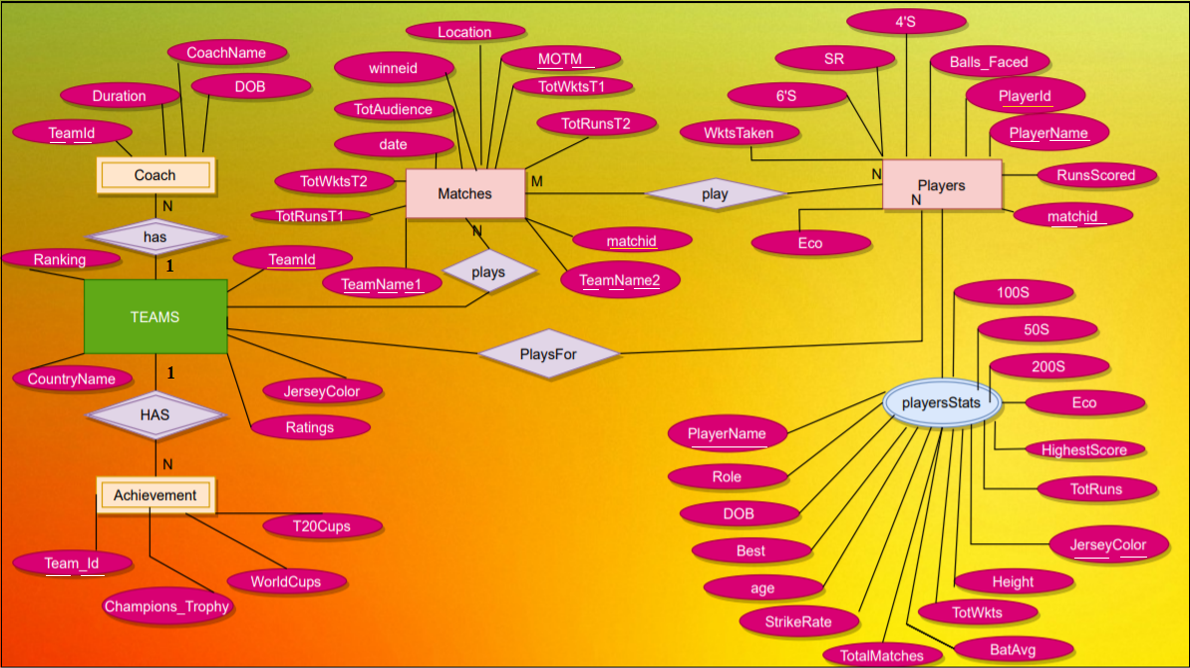 4'S
Location
CoachName
winneid
MOTM
SR
Balls_Faced
Duration
DOB
TotWktsT1
6'S
PlayerId
TotAudience
TeamId
TotRunsT2
WktsTaken
PlayerName
date
Coach
TotWktsT2
Matches
M
play
N
Players
N
RunsScored
N
TotRunsT1
matchid
has
N
matchid
Eco
Ranking
1
TeamId
plays
TeamName1
TeamName2
100S
TEAMS
50S
PlaysFor
200S
CountryName
1
JerseyColor
playersStats
Eco
HAS
Ratings
PlayerName
HighestScore
N
Role
TotRuns
Achievement
DOB
T20Cups
Best
JerseyColor
Team_Id
WorldCups
age
Height
Champions_Trophy
StrikeRate
TotWkts
TotalMatches
BatAvg